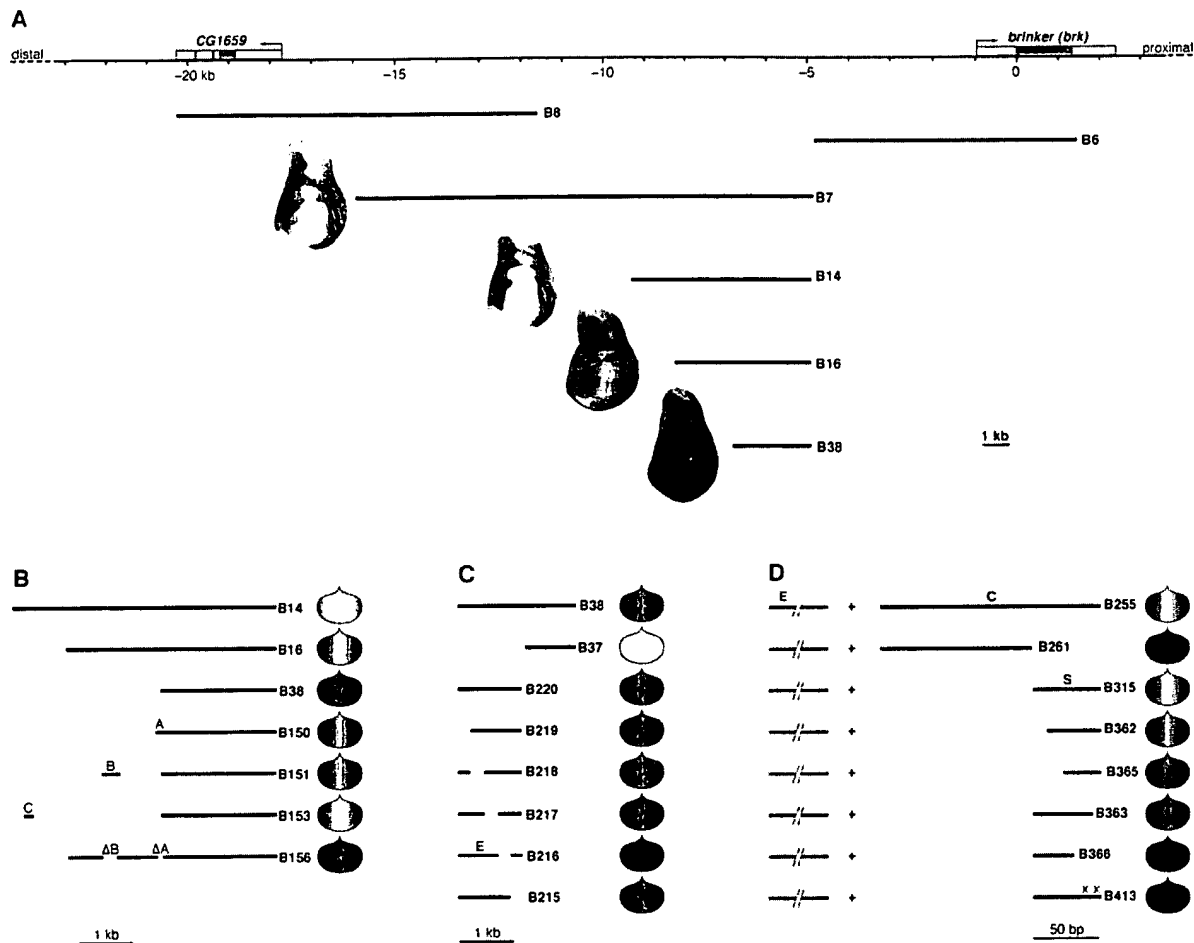 A
CG1659
brinker (brk)
distal
proximal
−20 kb
−15
−10
−5
0
B8
B6
B7
B14
B16
B38
1 kb
B
B14
B16
B38
A
B150
B
B151
C
B153
ΔB ΔA
B156
1 kb
C
B38
B37
B220
B219
B218
B217
E
B216
B215
1 kb
D
E + C B255
+ B261
+ S B315
+ B362
+ B365
+ B363
+ B366
+ x x B413
50 bp